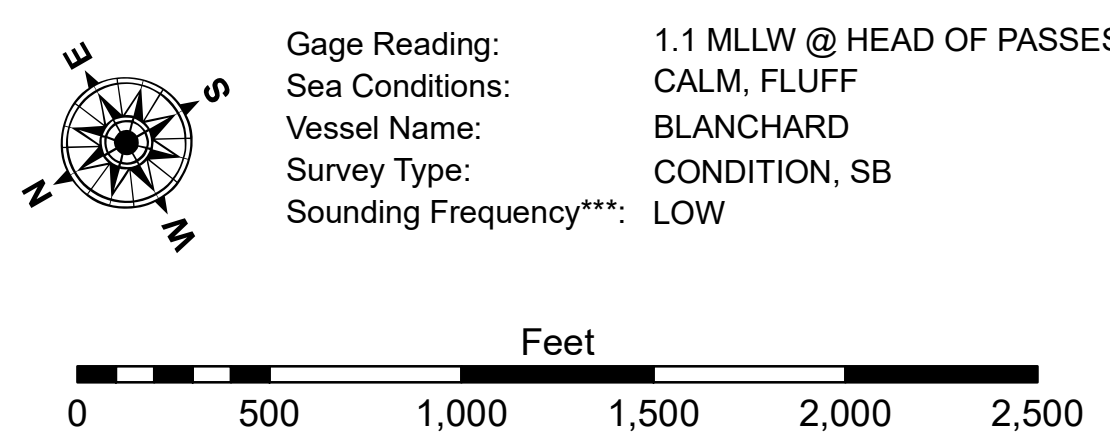 E
S
N
W
Gage Reading: 1.1 MLLW @ HEAD OF PASSES
Sea Conditions: CALM, FLUFF
Vessel Name: BLANCHARD
Survey Type: CONDITION, SB
Sounding Frequency***: LOW
Feet
0 500 1,000 1,500 2,000 2,500